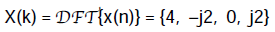 X(k) = 𝒟ℱ𝒯{x(n)} = {4, –j2, 0, j2}